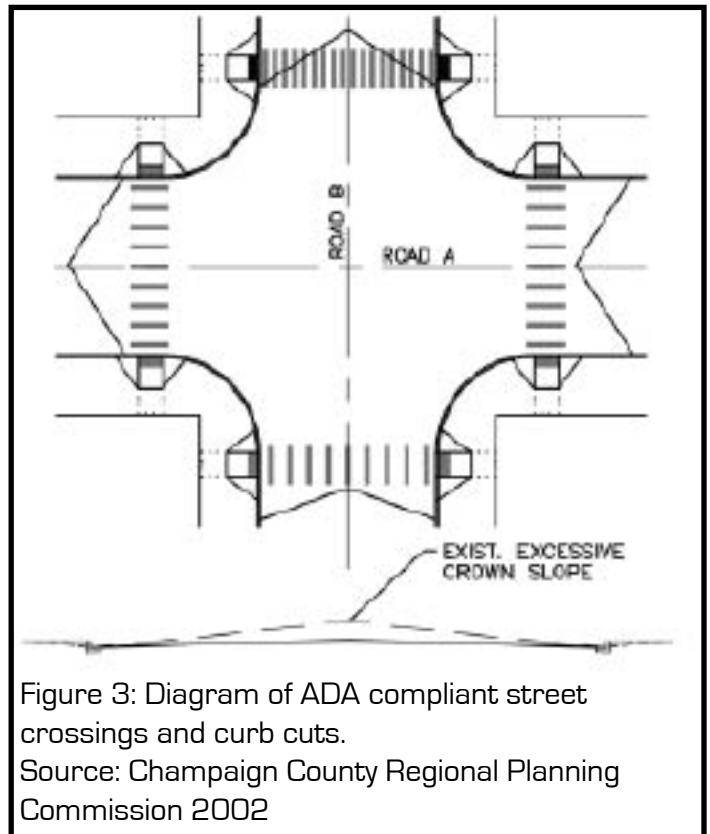 ROAD B
ROAD A
EXIST. EXCESSIVE
CROWN SLOPE
Figure 3: Diagram of ADA compliant street
crossings and curb cuts.
Source: Champaign County Regional Planning
Commission 2002